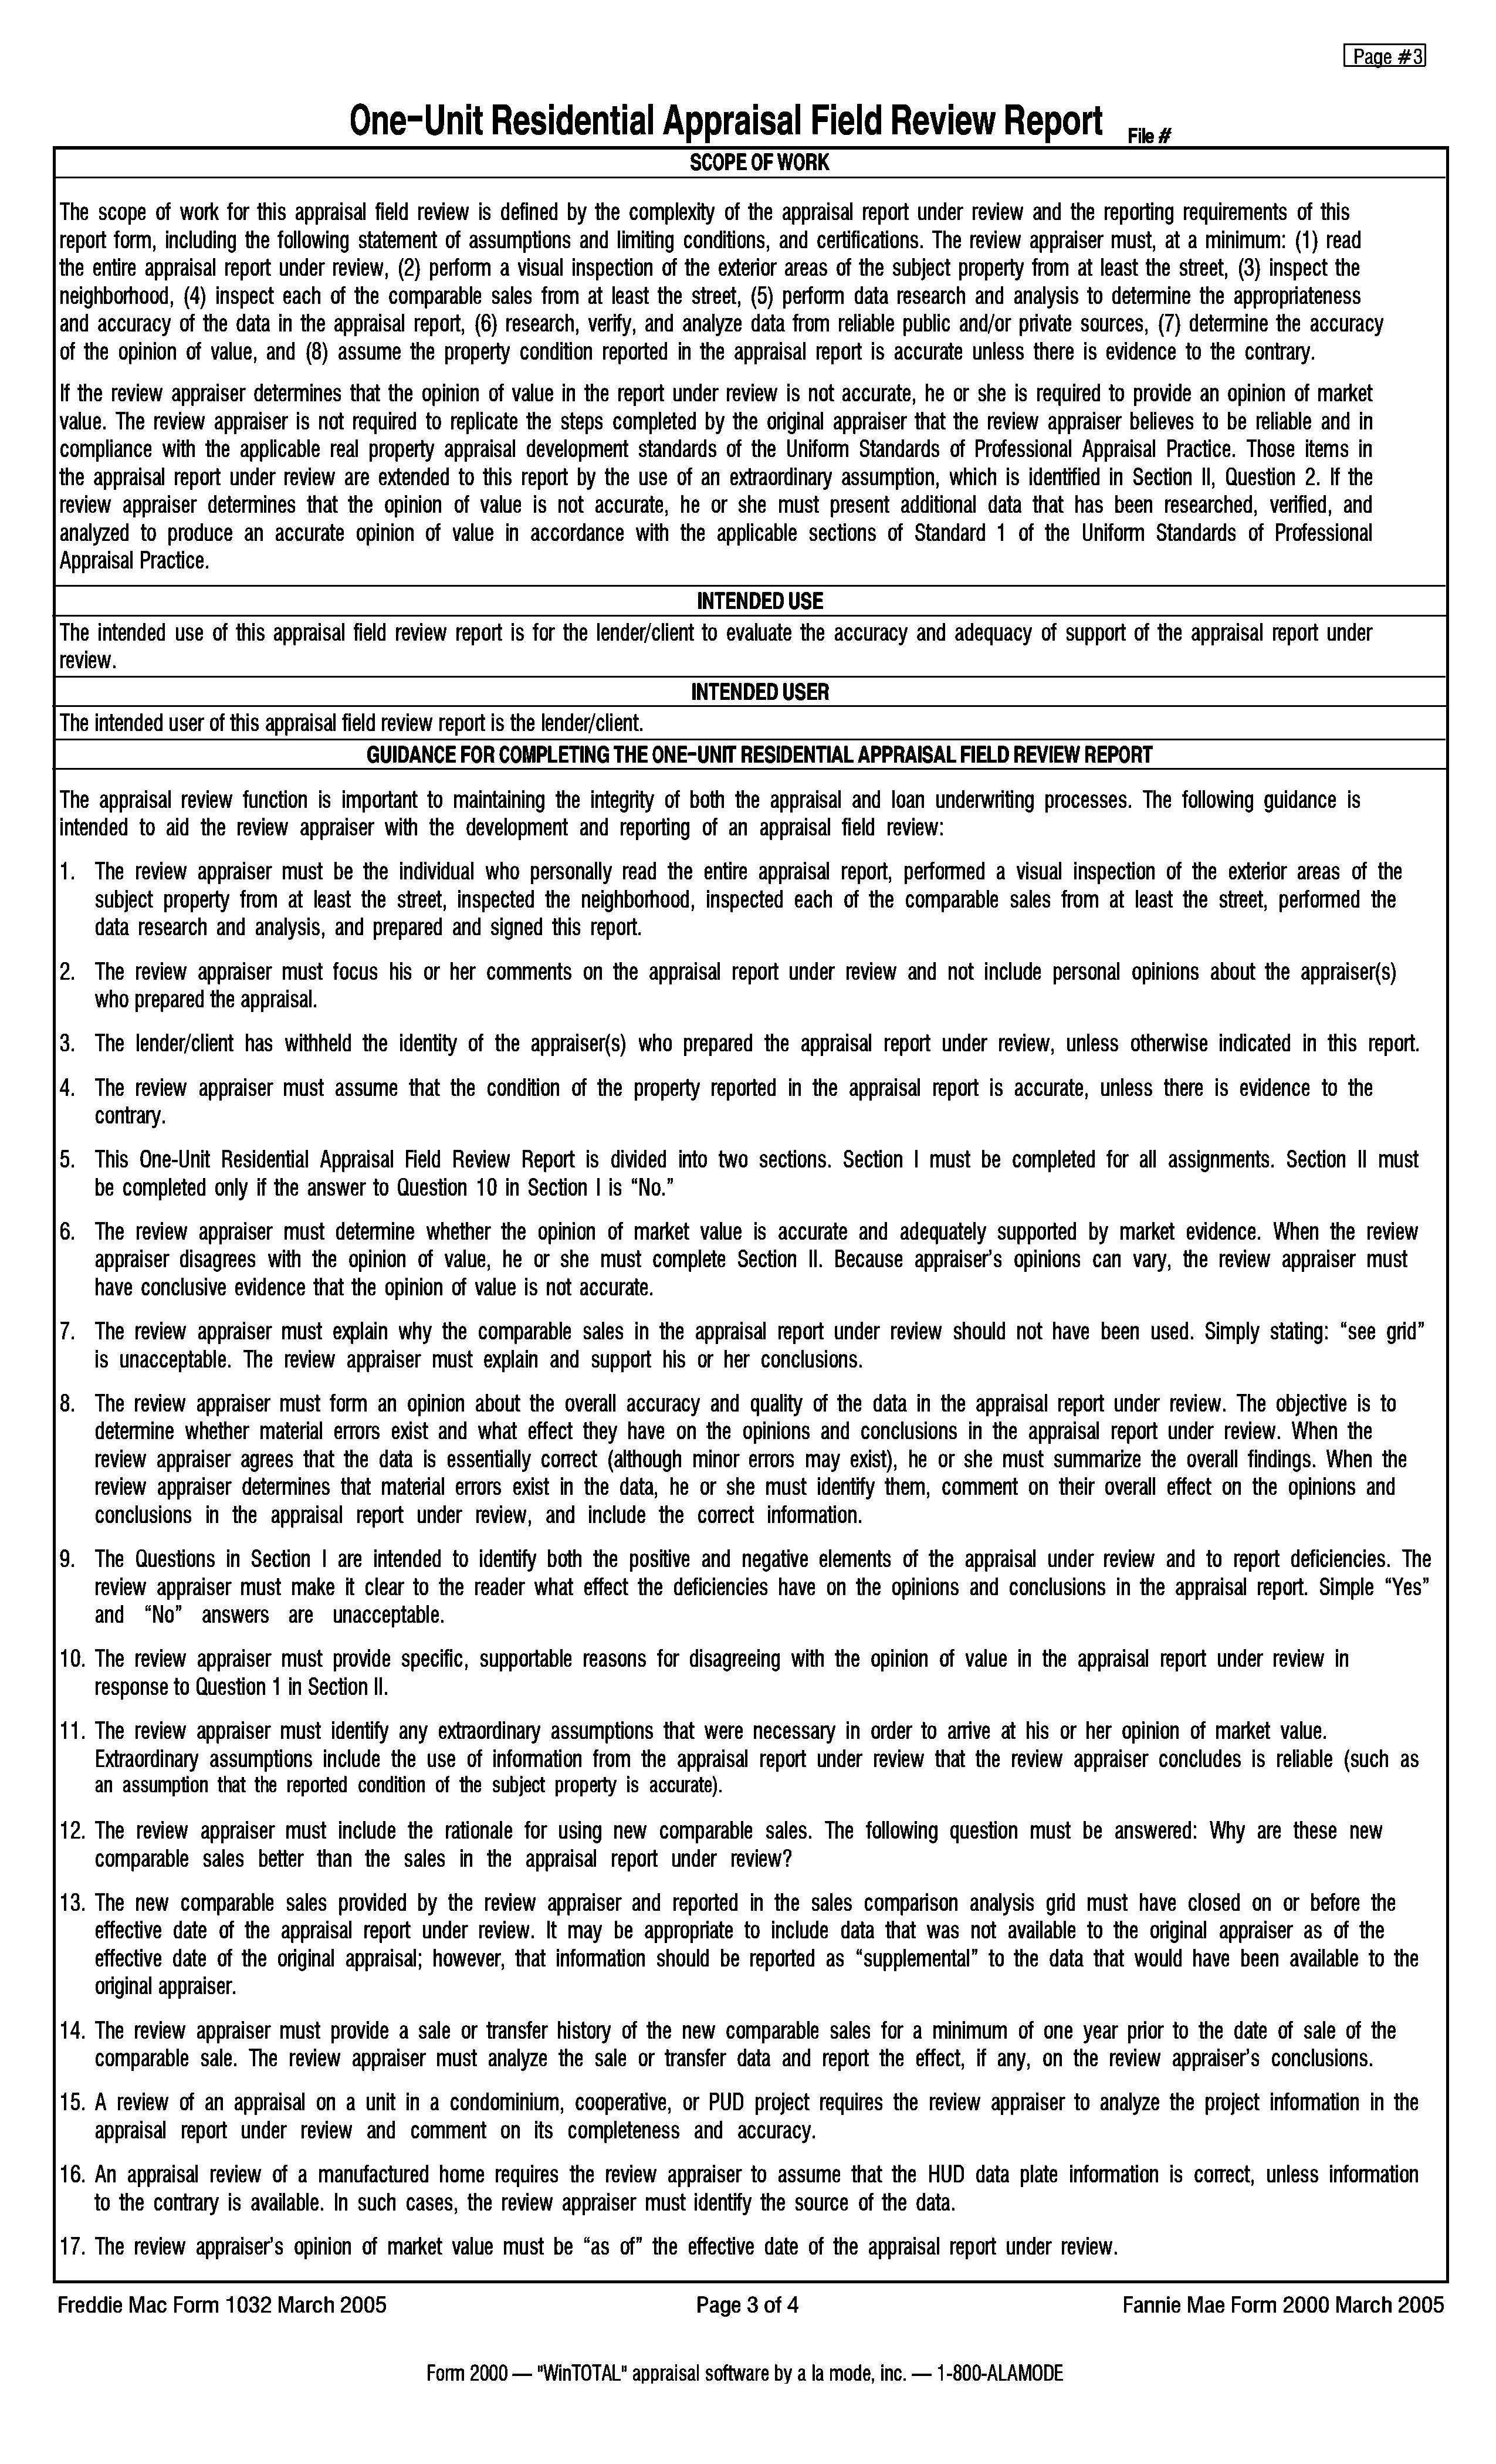 Page #3
One-Unit Residential Appraisal Field Review Report File #
SCOPE OF WORK
The scope of work for this appraisal field review is defined by the complexity of the appraisal report under review and the reporting requirements of this
report form, including the following statement of assumptions and limiting conditions, and certifications. The review appraiser must, at a minimum: (1) read
the entire appraisal report under review, (2) perform a visual inspection of the exterior areas of the subject property from at least the street, (3) inspect the
neighborhood, (4) inspect each of the comparable sales from at least the street, (5) perform data research and analysis to determine the appropriateness
and accuracy of the data in the appraisal report, (6) research, verify, and analyze data from reliable public and/or private sources, (7) determine the accuracy
of the opinion of value, and (8) assume the property condition reported in the appraisal report is accurate unless there is evidence to the contrary.
If the review appraiser determines that the opinion of value in the report under review is not accurate, he or she is required to provide an opinion of market
value. The review appraiser is not required to replicate the steps completed by the original appraiser that the review appraiser believes to be reliable and in
compliance with the applicable real property appraisal development standards of the Uniform Standards of Professional Appraisal Practice. Those items in
the appraisal report under review are extended to this report by the use of an extraordinary assumption, which is identified in Section II, Question 2. If the
review appraiser determines that the opinion of value is not accurate, he or she must present additional data that has been researched, verified, and
analyzed to produce an accurate opinion of value in accordance with the applicable sections of Standard 1 of the Uniform Standards of Professional
Appraisal Practice.
INTENDED USE
The intended use of this appraisal field review report is for the lender/client to evaluate the accuracy and adequacy of support of the appraisal report under
review.
INTENDED USER
The intended user of this appraisal field review report is the lender/client.
GUIDANCE FOR COMPLETING THE ONE-UNIT RESIDENTIAL APPRAISAL FIELD REVIEW REPORT
The appraisal review function is important to maintaining the integrity of both the appraisal and loan underwriting processes. The following guidance is
intended to aid the review appraiser with the development and reporting of an appraisal field review:
1. The review appraiser must be the individual who personally read the entire appraisal report, performed a visual inspection of the exterior areas of the
subject property from at least the street, inspected the neighborhood, inspected each of the comparable sales from at least the street, performed the
data research and analysis, and prepared and signed this report.
2. The review appraiser must focus his or her comments on the appraisal report under review and not include personal opinions about the appraiser(s)
who prepared the appraisal.
3. The lender/client has withheld the identity of the appraiser(s) who prepared the appraisal report under review, unless otherwise indicated in this report.
4. The review appraiser must assume that the condition of the property reported in the appraisal report is accurate, unless there is evidence to the
contrary.
5. This One-Unit Residential Appraisal Field Review Report is divided into two sections. Section I must be completed for all assignments. Section II must
be completed only if the answer to Question 10 in Section I is “No.”
6. The review appraiser must determine whether the opinion of market value is accurate and adequately supported by market evidence. When the review
appraiser disagrees with the opinion of value, he or she must complete Section II. Because appraiser’s opinions can vary, the review appraiser must
have conclusive evidence that the opinion of value is not accurate.
7. The review appraiser must explain why the comparable sales in the appraisal report under review should not have been used. Simply stating: “see grid”
is unacceptable. The review appraiser must explain and support his or her conclusions.
8. The review appraiser must form an opinion about the overall accuracy and quality of the data in the appraisal report under review. The objective is to
determine whether material errors exist and what effect they have on the opinions and conclusions in the appraisal report under review. When the
review appraiser agrees that the data is essentially correct (although minor errors may exist), he or she must summarize the overall findings. When the
review appraiser determines that material errors exist in the data, he or she must identify them, comment on their overall effect on the opinions and
conclusions in the appraisal report under review, and include the correct information.
9. The Questions in Section I are intended to identify both the positive and negative elements of the appraisal under review and to report deficiencies. The
review appraiser must make it clear to the reader what effect the deficiencies have on the opinions and conclusions in the appraisal report. Simple “Yes”
and “No” answers are unacceptable.
10. The review appraiser must provide specific, supportable reasons for disagreeing with the opinion of value in the appraisal report under review in
response to Question 1 in Section II.
11. The review appraiser must identify any extraordinary assumptions that were necessary in order to arrive at his or her opinion of market value.
Extraordinary assumptions include the use of information from the appraisal report under review that the review appraiser concludes is reliable (such as
an assumption that the reported condition of the subject property is accurate).
12. The review appraiser must include the rationale for using new comparable sales. The following question must be answered: Why are these new
comparable sales better than the sales in the appraisal report under review?
13. The new comparable sales provided by the review appraiser and reported in the sales comparison analysis grid must have closed on or before the
effective date of the appraisal report under review. It may be appropriate to include data that was not available to the original appraiser as of the
effective date of the original appraisal; however, that information should be reported as “supplemental” to the data that would have been available to the
original appraiser.
14. The review appraiser must provide a sale or transfer history of the new comparable sales for a minimum of one year prior to the date of sale of the
comparable sale. The review appraiser must analyze the sale or transfer data and report the effect, if any, on the review appraiser’s conclusions.
15. A review of an appraisal on a unit in a condominium, cooperative, or PUD project requires the review appraiser to analyze the project information in the
appraisal report under review and comment on its completeness and accuracy.
16. An appraisal review of a manufactured home requires the review appraiser to assume that the HUD data plate information is correct, unless information
to the contrary is available. In such cases, the review appraiser must identify the source of the data.
17. The review appraiser’s opinion of market value must be “as of” the effective date of the appraisal report under review.
Freddie Mac Form 1032 March 2005 Page 3 of 4 Fannie Mae Form 2000 March 2005
Form 2000 — "WinTOTAL" appraisal software by a la mode, inc. — 1-800-ALAMODE